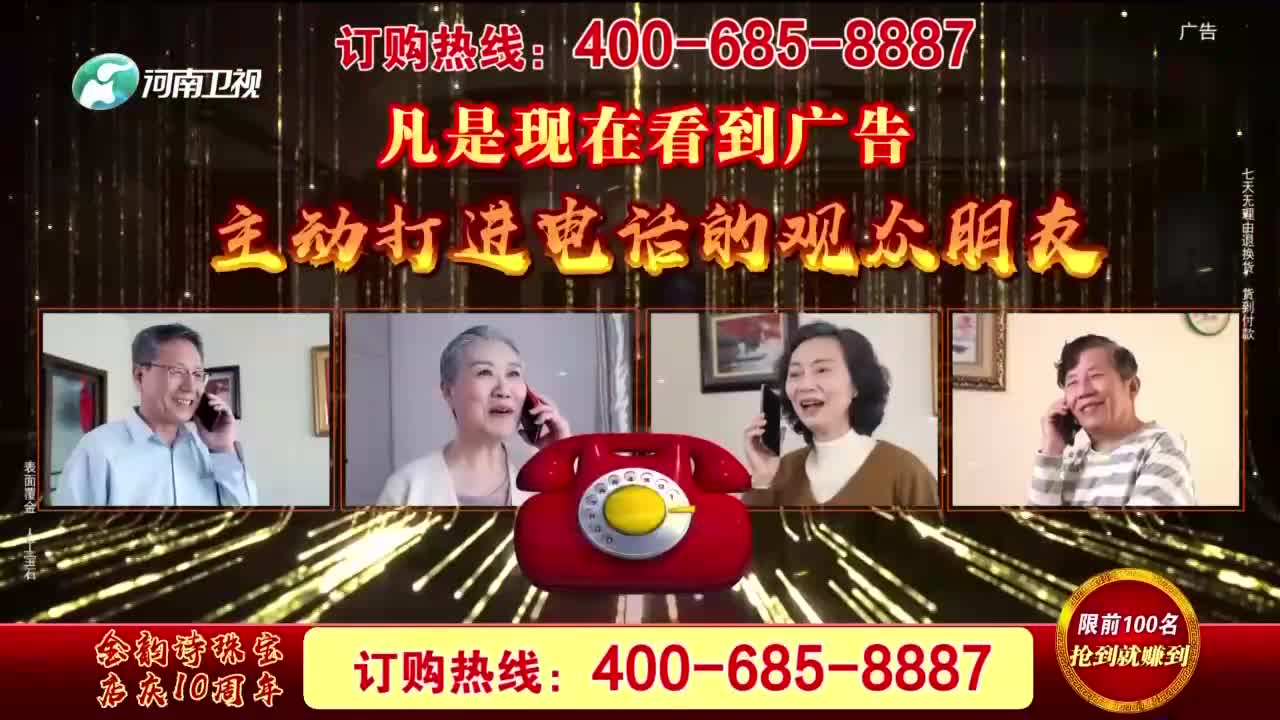 订购热线：400-685-8887
广告
河南卫视
凡是现在看到广告
主动打进电话的观众朋友
七天无理由退换货，货到付款
表面覆金 人工宝石
金韵诗珠宝
店庆10周年
订购热线：400-685-8887
限前100名
抢到就赚到